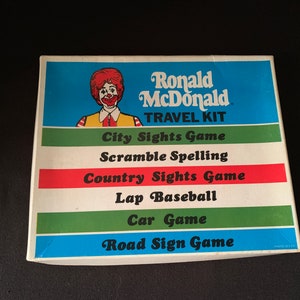 Ronald
McDonald
TRAVEL KIT
City Sights Game
Scramble Spelling
Country Sights Game
Lap Baseball
Car Game
Road Sign Game